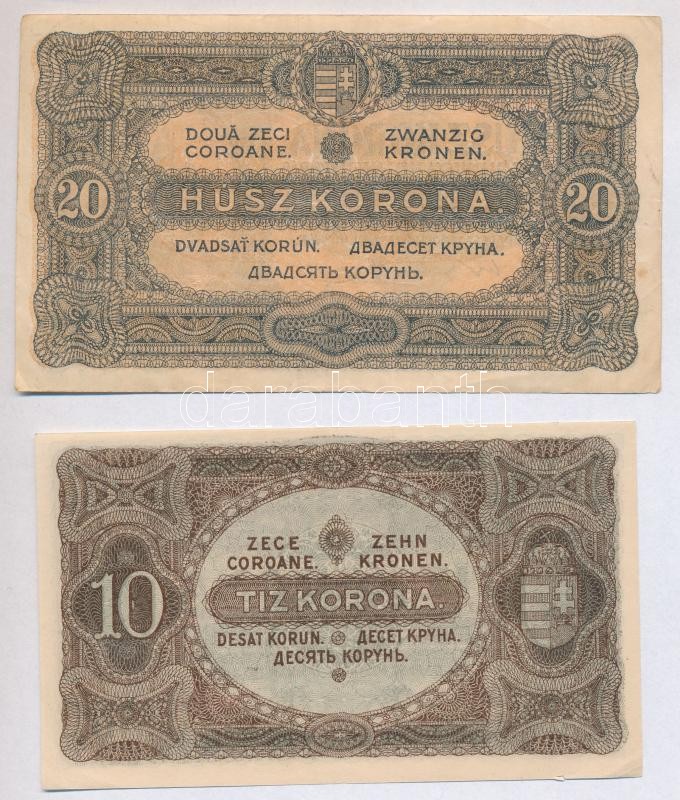 DOUĂ ZECI ZWANZIG
COROANE. KRONEN.
20 HÚSZ KORONA. 20
DVADSAŤ KORÚN. ДВАДЕСЕТ КРУНА.
ДВАДСЯТЬ КОРУНЬ.
darabanth
ZECE ZEHN
COROANE. KRONEN.
10 TIZ KORONA.
DESAT KORUN. ДЕСЕТ КРУНА.
ДЕСЯТЬ КОРУНЬ.